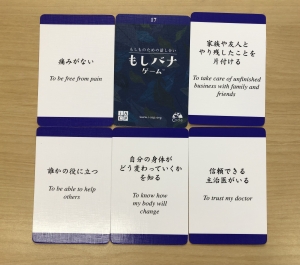 痛みがない
To be free from pain
37
もしものための話し合い
もしバナ
ゲーム
家族や友人と
やり残したことを
片付ける
To take care of unfinished
business with family and
friends
誰かの役に立つ
To be able to help
others
自分の身体が
どう変わっていくか
を知る
To know how
my body will
change
信頼できる
主治医がいる
To trust my doctor